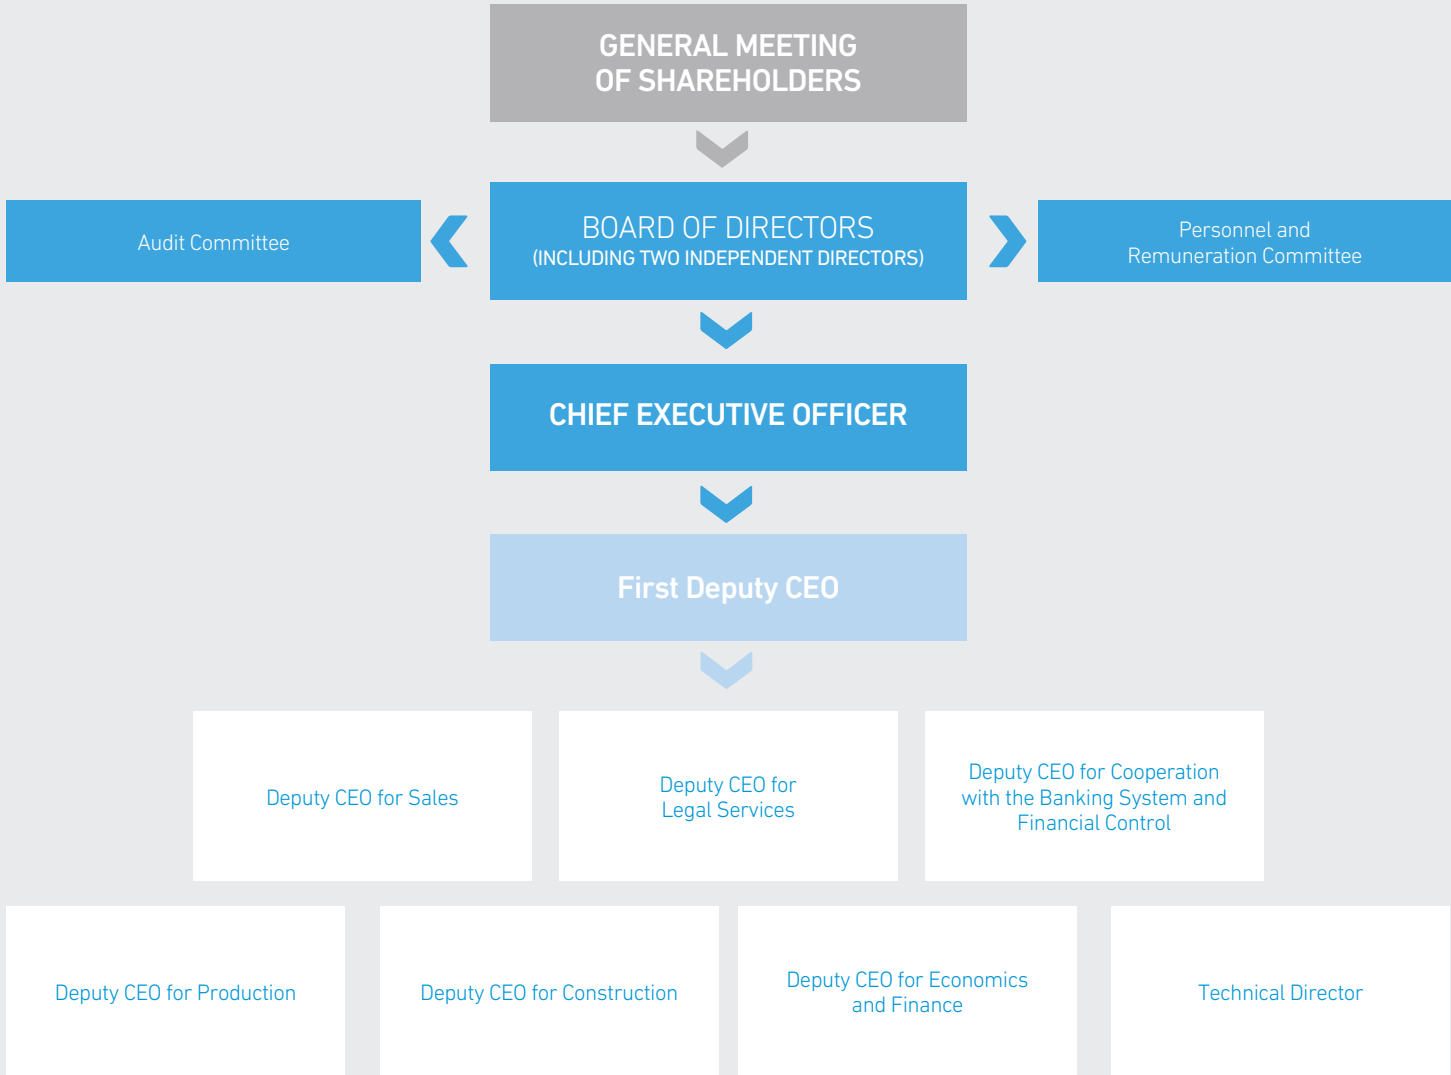 GENERAL MEETING
OF SHAREHOLDERS
Audit Committee
BOARD OF DIRECTORS
(INCLUDING TWO INDEPENDENT DIRECTORS)
Personnel and
Remuneration Committee
CHIEF EXECUTIVE OFFICER
First Deputy CEO
Deputy CEO for Sales
Deputy CEO for
Legal Services
Deputy CEO for Cooperation
with the Banking System and
Financial Control
Deputy CEO for Production
Deputy CEO for Construction
Deputy CEO for Economics
and Finance
Technical Director